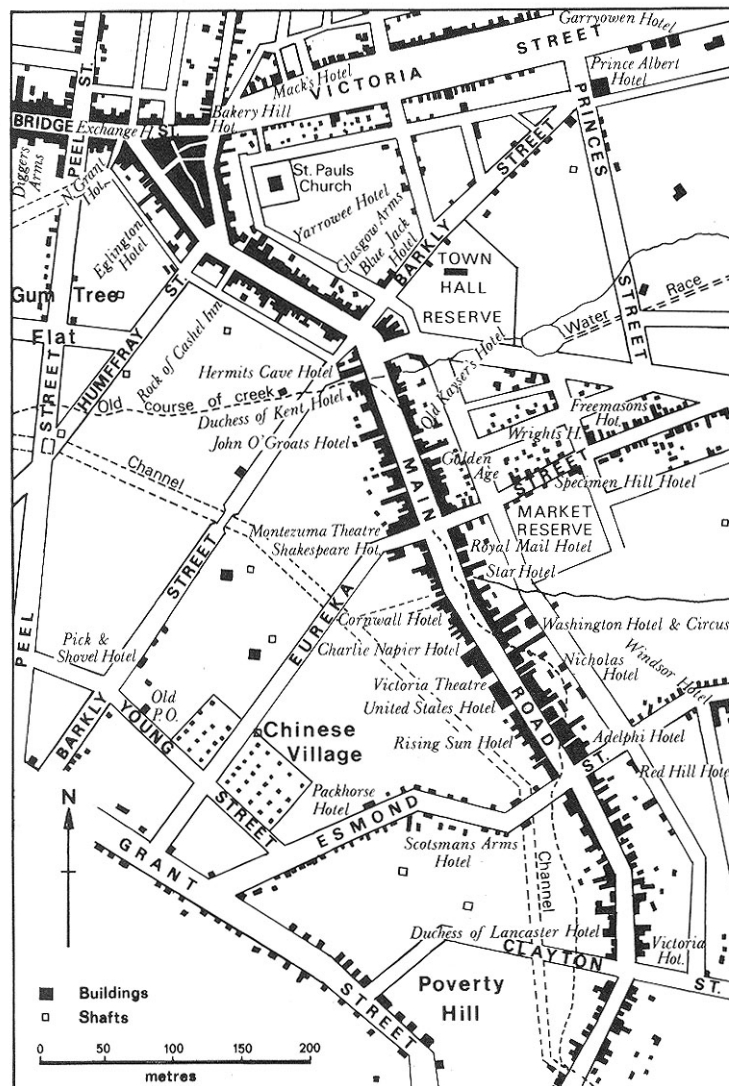 Garryowen Hotel
STREET
Prince Albert
Hotel
Mack's Hotel
VICTORIA
PEEL ST.
BRIDGE
Exchange H
ST.
Bakery Hill
Hot.
PRINCES
STREET
Diggers
Arms
N. Grant
Hot.
St. Pauls
Church
BARKLY
STREET
Yarrowee Hotel
Glasgow Arms
Blue Jack
Hotel
Eglington
Hotel
TOWN
HALL
RESERVE
Gum Tree
Flat
Water Race
HUMFFRAY
ST.
STREET
Rock of Cashel Inn
Hermits Cave Hotel
Old course of creek
Duchess of Kent Hotel
Old Kayser's Hotel
John O'Groats Hotel
Freemasons
Hot.
Wrights H.
Golden
Age
STREET
Specimen Hill Hotel
Channel
MAIN
MARKET
RESERVE
Montezuma Theatre
Shakespeare Hot.
Royal Mail Hotel
STREET
Star Hotel
EUREKA
PEEL
Cornwall Hotel
Washington Hotel & Circus
Pick &
Shovel Hotel
Charlie Napier Hotel
Nicholas
Hotel
Windsor Hotel
Victoria Theatre
United States Hotel
ROAD
Old
P.O.
BARKLY
YOUNG
STREET
Chinese
Village
Rising Sun Hotel
Adelphi Hotel
ST.
Red Hill Hotel
Packhorse
Hotel
N
ESMOND
Scotsmans Arms
Hotel
GRANT
STREET
Channel
Duchess of Lancaster Hotel
CLAYTON
ST.
Victoria
Hot.
Poverty
Hill
Buildings
Shafts
0 50 100 150 200
metres